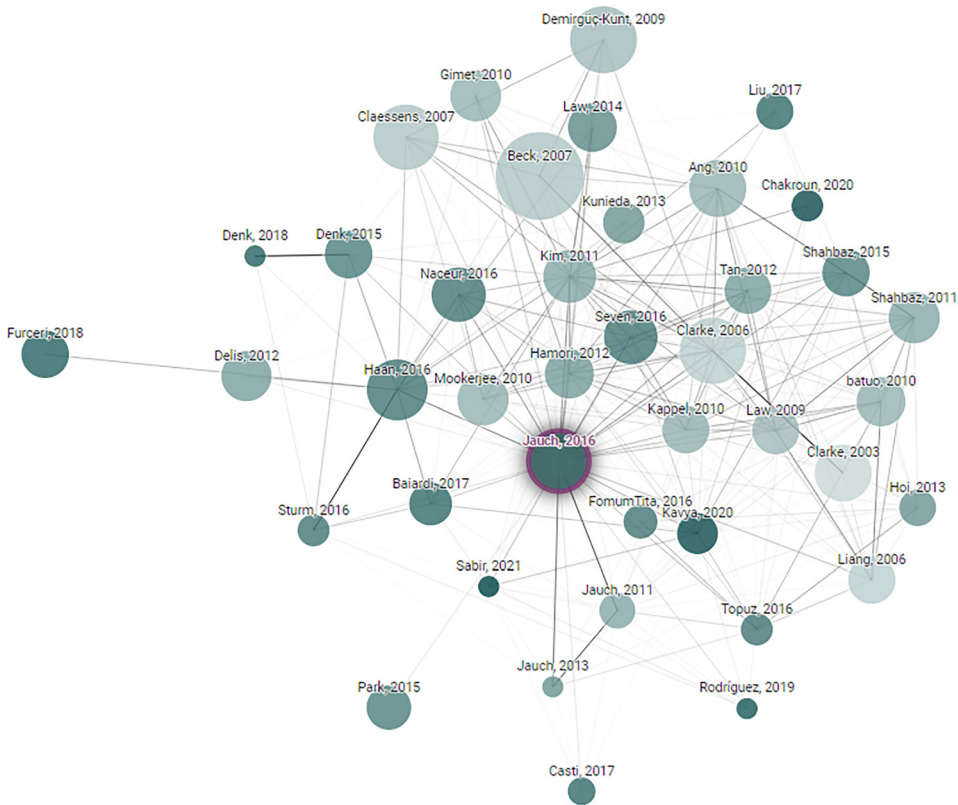 Demirgüç-Kunt, 2009
Gimet, 2010
Liu, 2017
Law, 2014
Claessens, 2007
Beck, 2007
Ang, 2010
Chakroun, 2020
Kunieda, 2013
Denk, 2018
Denk, 2015
Kim, 2011
Shahbaz, 2015
Naceur, 2016
Tan, 2012
Shahbaz, 2011
Seven, 2016
Furceri, 2018
Clarke, 2006
Delis, 2012
Hamori, 2012
Haan, 2016
Mookerjee, 2010
batuo, 2010
Kappel, 2010
Law, 2009
Jauch, 2016
Clarke, 2003
Baiardi, 2017
Hoi, 2013
FomumTita, 2016
Sturm, 2016
Kavya, 2020
Liang, 2006
Sabir, 2021
Jauch, 2011
Topuz, 2016
Jauch, 2013
Park, 2015
Rodríguez, 2019
Casti, 2017